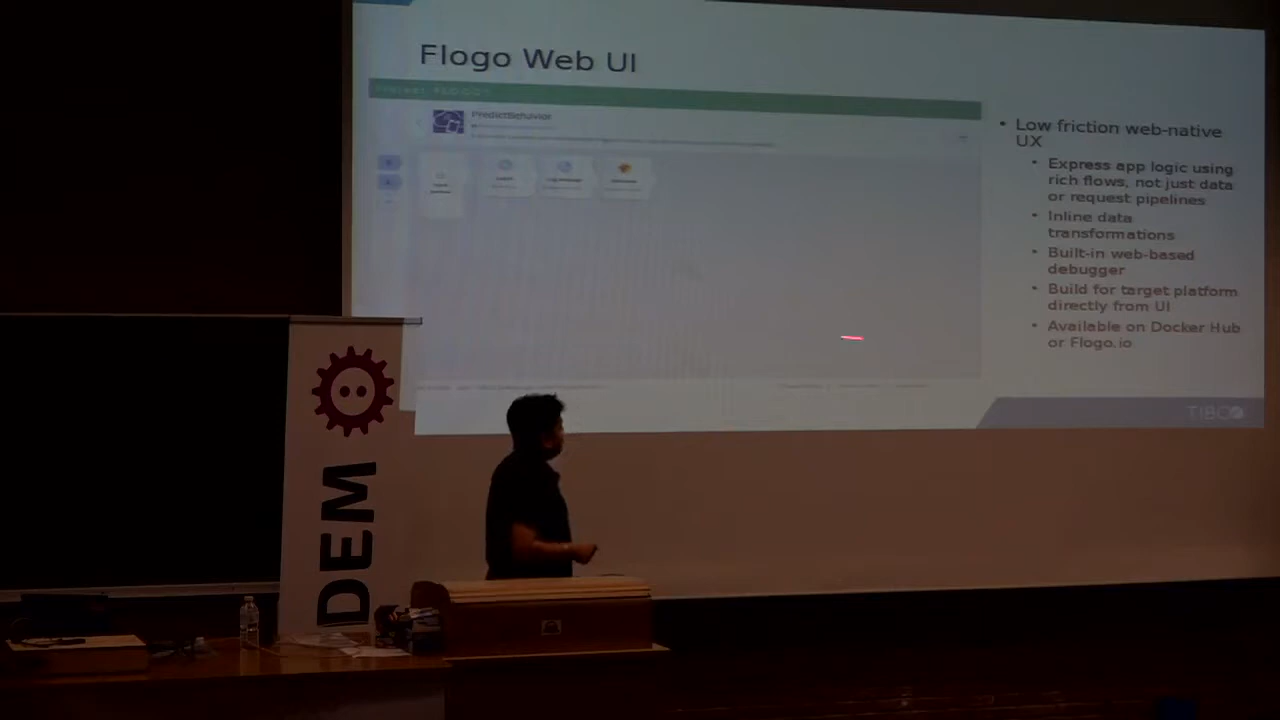 Flogo Web UI
PredictBehavior
• Low friction web-native
UX
• Express app logic using
rich flows, not just data
or request pipelines
• Inline data
transformations
• Built-in web-based
debugger
• Build for target platform
directly from UI
• Available on Docker Hub
or Flogo.io
TIBCO
DEM